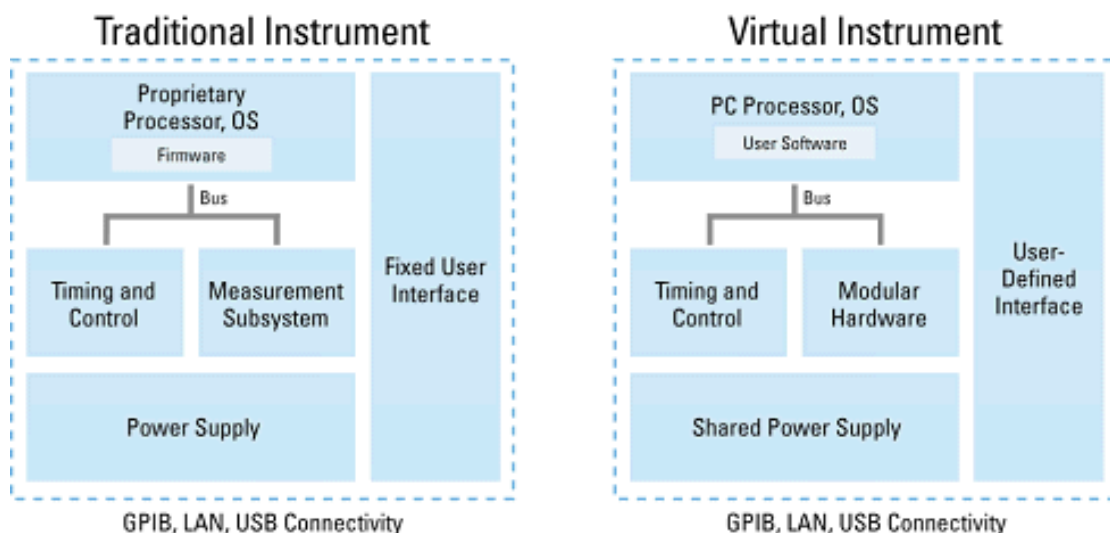 Traditional Instrument
Proprietary
Processor, OS
Firmware
Bus
Timing and
Control
Measurement
Subsystem
Power Supply
Fixed User
Interface
GPIB, LAN, USB Connectivity
Virtual Instrument
PC Processor, OS
User Software
Bus
Timing and
Control
Modular
Hardware
Shared Power Supply
User-
Defined
Interface
GPIB, LAN, USB Connectivity